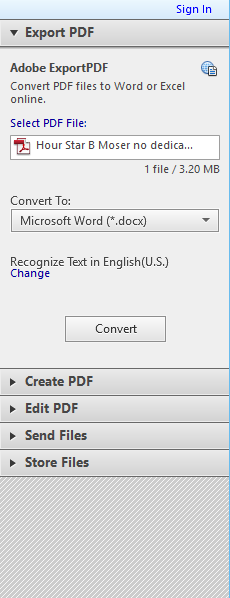 Sign In
Export PDF
Adobe ExportPDF
Convert PDF files to Word or Excel
online.
Select PDF File:
Hour Star B Moser no dedica...
1 file / 3.20 MB
Convert To:
Microsoft Word (*.docx)
Recognize Text in English(U.S.)
Change
Convert
Create PDF
Edit PDF
Send Files
Store Files